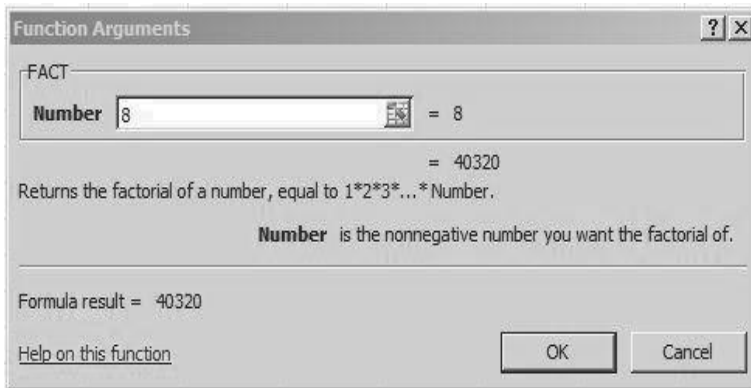 Function Arguments ? X
FACT
Number 8 = 8
= 40320
Returns the factorial of a number, equal to 1*2*3*...* Number.
Number is the nonnegative number you want the factorial of.
Formula result = 40320
Help on this function OK Cancel